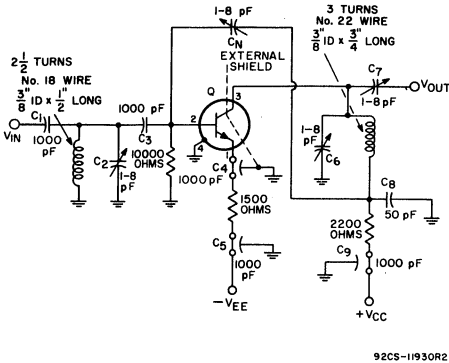 1-8 pF
C_N
3 TURNS
No. 22 WIRE
3/8" ID x 3/4" LONG
2 1/2 TURNS
No. 18 WIRE
3/8" ID x 1/2" LONG
EXTERNAL
SHIELD
Q
3
2
4
1
C7
1-8 pF
VOUT
VIN
C1
1000
pF
C2
1-8
pF
1000 pF
C3
10000
OHMS
C4
1000 pF
1500
OHMS
C5
1000
pF
-VEE
1-8
pF
C6
C8
50 pF
2200
OHMS
C9
1000 pF
+VCC
92CS-11930R2